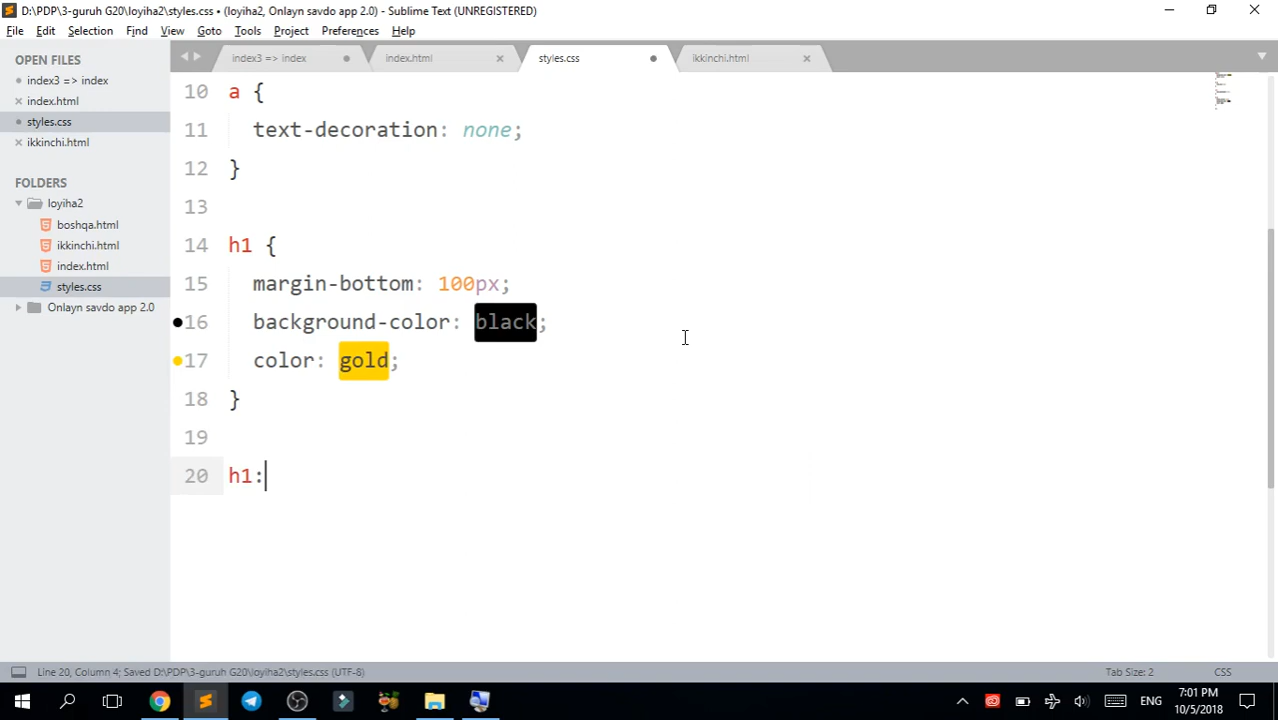 D:\PDP\3-guruh G20\loyiha2\styles.css • (loyiha2, Onlayn savdo app 2.0) - Sublime Text (UNREGISTERED)
File Edit Selection Find View Goto Tools Project Preferences Help
OPEN FILES
index3 => index
index.html
styles.css
ikkinchi.html
FOLDERS
loyiha2
boshqa.html
ikkinchi.html
index.html
styles.css
Onlayn savdo app 2.0
index3 => index index.html styles.css ikkinchi.html
10 a {
11 text-decoration: none;
12 }
13
14 h1 {
15 margin-bottom: 100px;
16 background-color: black;
17 color: gold;
18 }
19
20 h1:
Line 20, Column 4; Saved D:\PDP\3-guruh G20\loyiha2\styles.css (UTF-8) Tab Size: 2 CSS
ENG 7:01 PM
10/5/2018